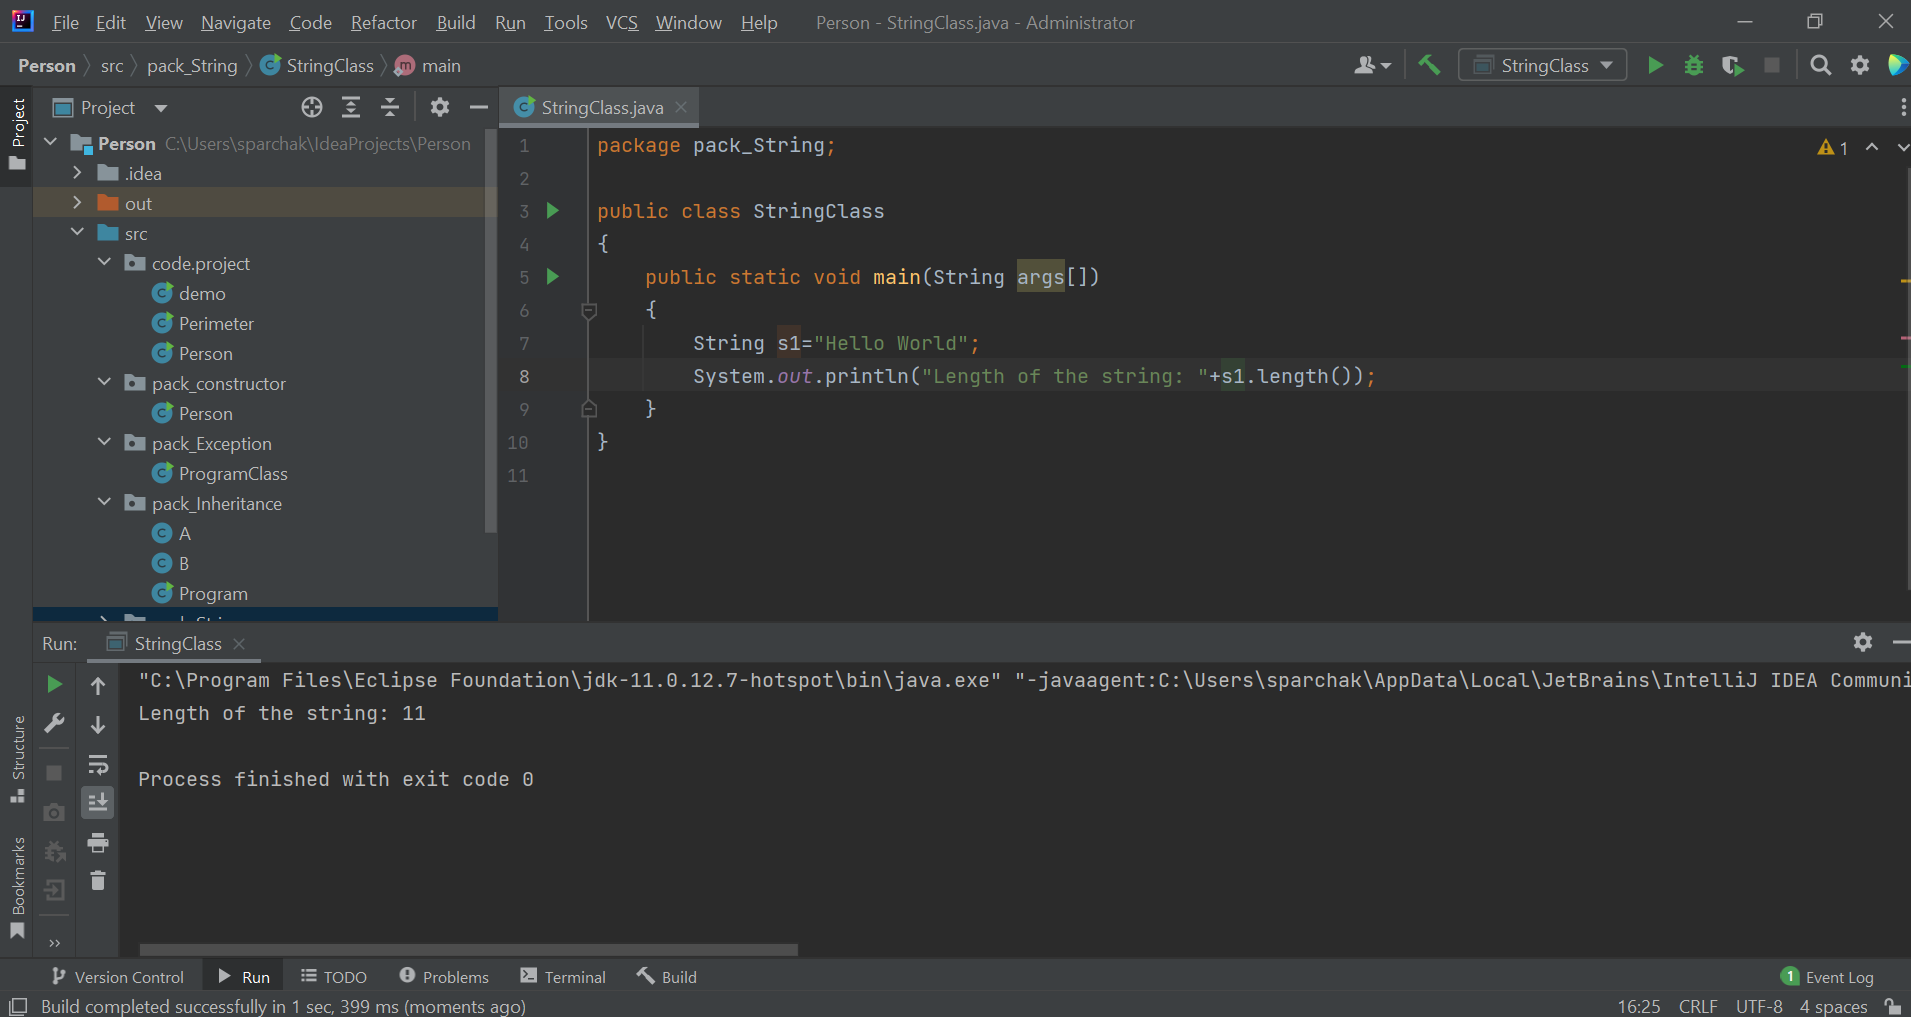 File Edit View Navigate Code Refactor Build Run Tools VCS Window Help Person - StringClass.java - Administrator
Person src pack_String StringClass main
StringClass
Project
Project
StringClass.java
Person C:\Users\sparchak\IdeaProjects\Person
.idea
out
src
code.project
demo
Perimeter
Person
pack_constructor
Person
pack_Exception
ProgramClass
pack_Inheritance
A
B
Program
1 package pack_String;
2
3 public class StringClass
4 {
5 public static void main(String args[])
6 {
7 String s1="Hello World";
8 System.out.println("Length of the string: "+s1.length());
9 }
10 }
11
1
Run: StringClass
"C:\Program Files\Eclipse Foundation\jdk-11.0.12.7-hotspot\bin\java.exe" "-javaagent:C:\Users\sparchak\AppData\Local\JetBrains\IntelliJ IDEA Communi
Length of the string: 11
Process finished with exit code 0
Structure
Bookmarks
Version Control Run TODO Problems Terminal Build 1 Event Log
Build completed successfully in 1 sec, 399 ms (moments ago) 16:25 CRLF UTF-8 4 spaces